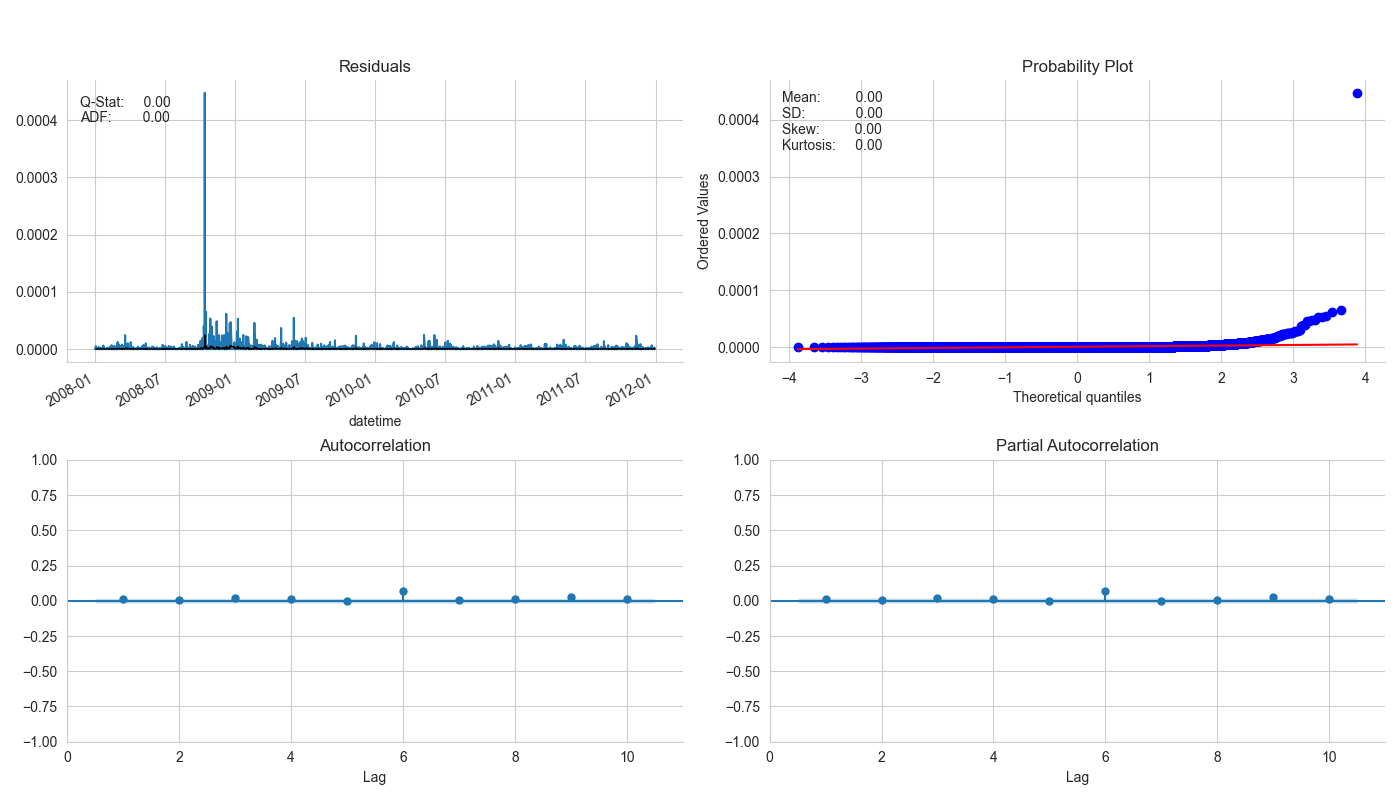 Residuals
Q-Stat: 0.00
ADF: 0.00
0.0004
0.0003
0.0002
0.0001
0.0000
2008-01
2008-07
2009-01
2009-07
2010-01
2010-07
2011-01
2011-07
2012-01
datetime
Probability Plot
Mean: 0.00
SD: 0.00
Skew: 0.00
Kurtosis: 0.00
Ordered Values
0.0004
0.0003
0.0002
0.0001
0.0000
−4 −3 −2 −1 0 1 2 3 4
Theoretical quantiles
Autocorrelation
1.00
0.75
0.50
0.25
0.00
−0.25
−0.50
−0.75
−1.00
0 2 4 6 8 10
Lag
Partial Autocorrelation
1.00
0.75
0.50
0.25
0.00
−0.25
−0.50
−0.75
−1.00
0 2 4 6 8 10
Lag